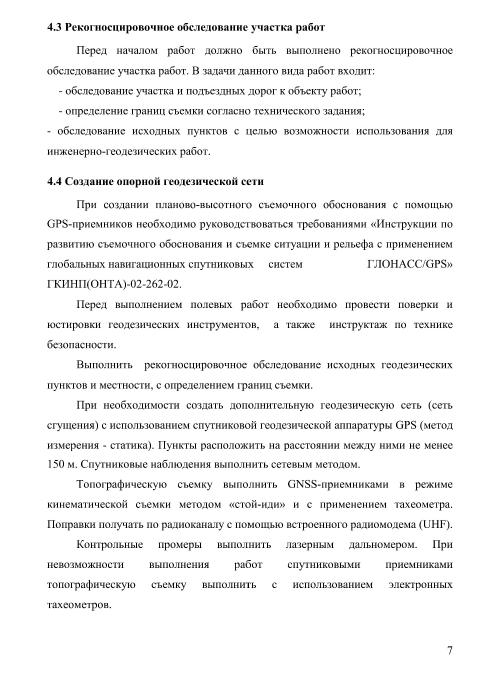 4.3 Рекогносцировочное обследование участка работ
Перед началом работ должно быть выполнено рекогносцировочное
обследование участка работ. В задачи данного вида работ входит:
- обследование участка и подъездных дорог к объекту работ;
- определение границ съемки согласно технического задания;
- обследование исходных пунктов с целью возможности использования для
инженерно-геодезических работ.
4.4 Создание опорной геодезической сети
При создании планово-высотного съемочного обоснования с помощью
GPS-приемников необходимо руководствоваться требованиями «Инструкции по
развитию съемочного обоснования и съемке ситуации и рельефа с применением
глобальных навигационных спутниковых систем ГЛОНАСС/GPS»
ГКИНП(ОНТА)-02-262-02.
Перед выполнением полевых работ необходимо провести поверки и
юстировки геодезических инструментов, а также инструктаж по технике
безопасности.
Выполнить рекогносцировочное обследование исходных геодезических
пунктов и местности, с определением границ съемки.
При необходимости создать дополнительную геодезическую сеть (сеть
сгущения) с использованием спутниковой геодезической аппаратуры GPS (метод
измерения - статика). Пункты расположить на расстоянии между ними не менее
150 м. Спутниковые наблюдения выполнить сетевым методом.
Топографическую съемку выполнить GNSS-приемниками в режиме
кинематической съемки методом «стой-иди» и с применением тахеометра.
Поправки получать по радиоканалу с помощью встроенного радиомодема (UHF).
Контрольные промеры выполнить лазерным дальномером. При
невозможности выполнения работ спутниковыми приемниками
топографическую съемку выполнить с использованием электронных
тахеометров.
7